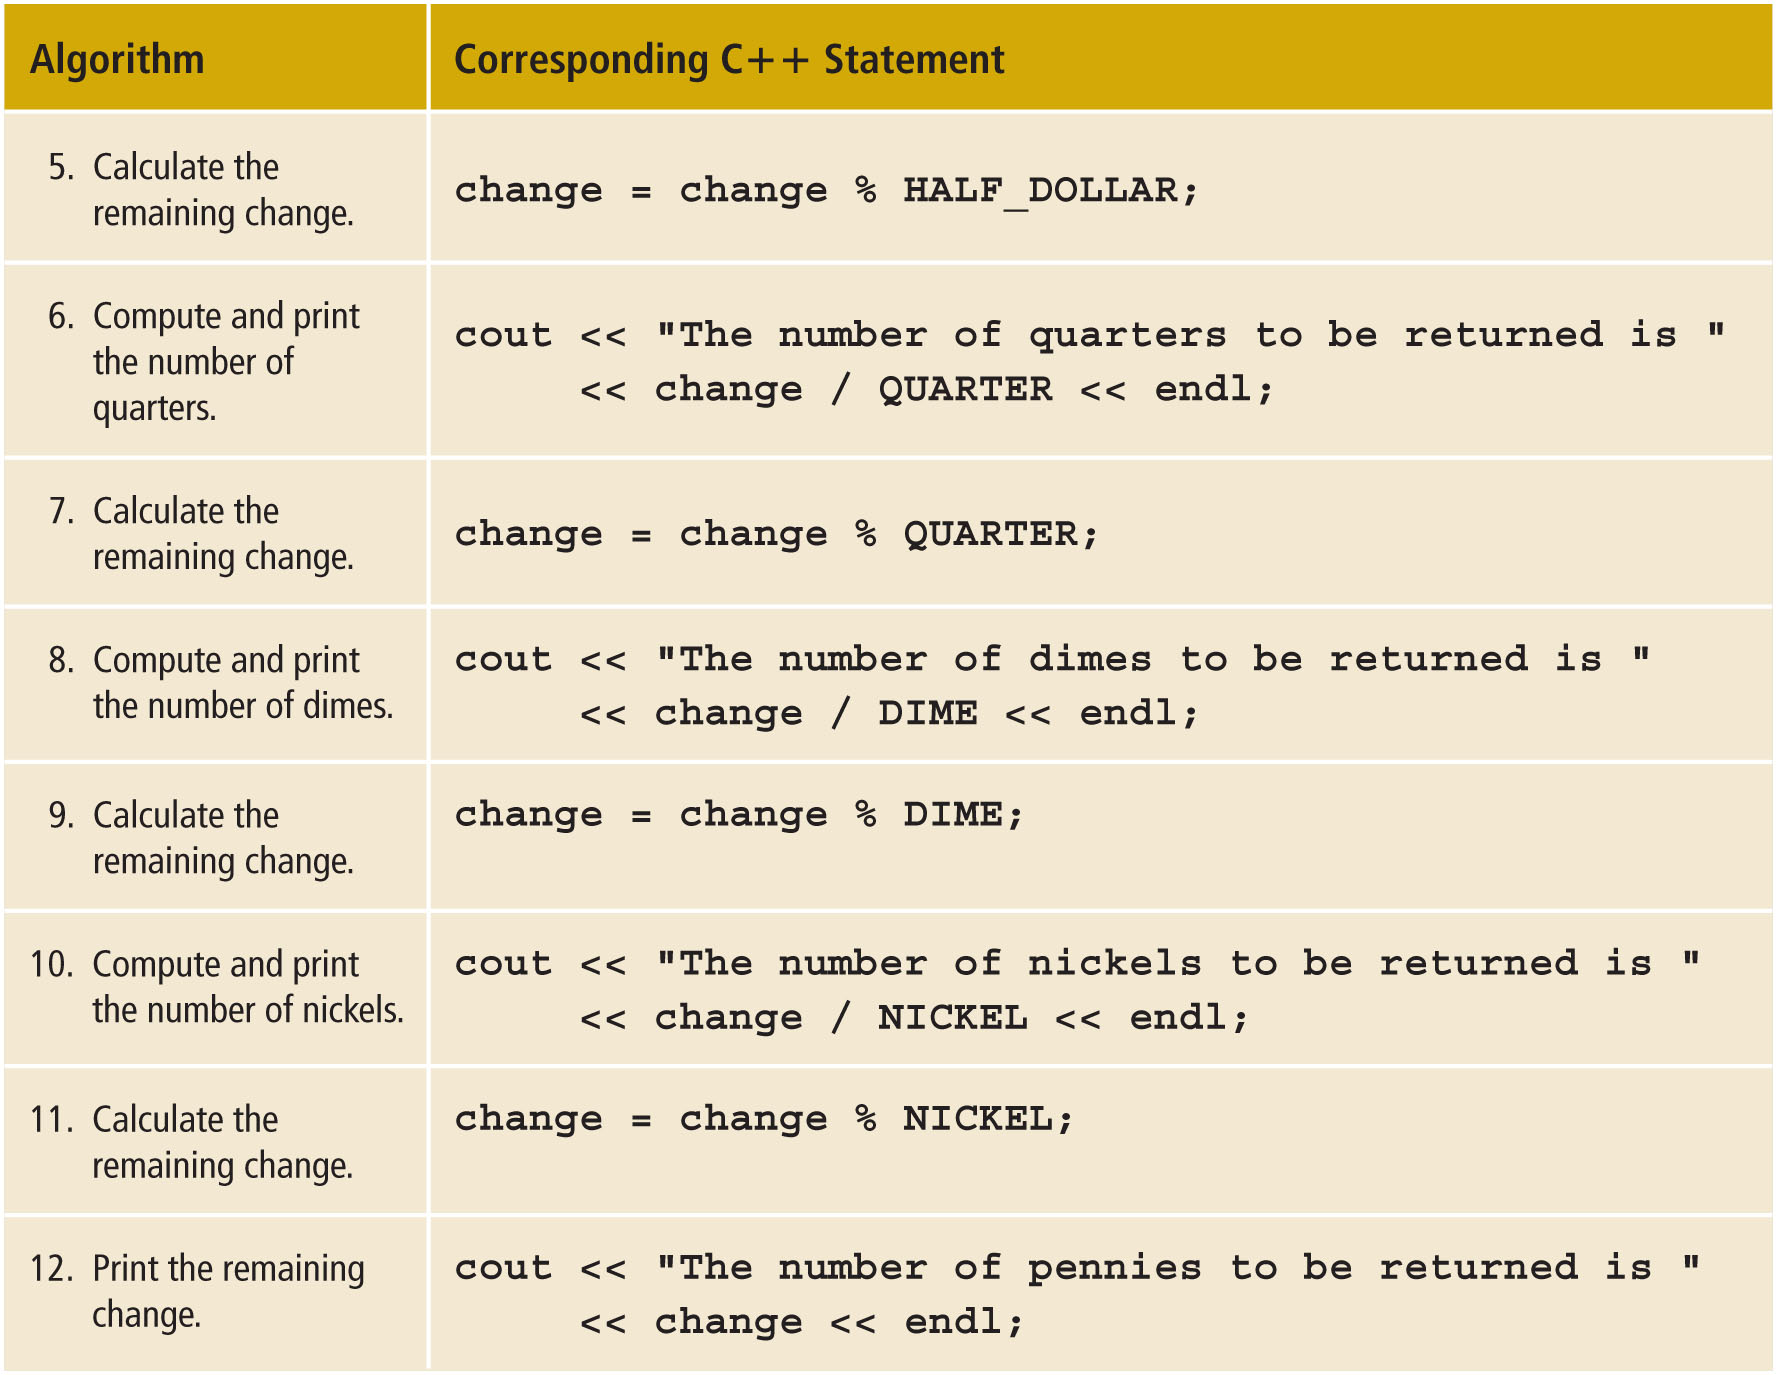 Algorithm
Corresponding C++ Statement
5. Calculate the
remaining change.
change = change % HALF_DOLLAR;
6. Compute and print
the number of
quarters.
cout << "The number of quarters to be returned is "
<< change / QUARTER << endl;
7. Calculate the
remaining change.
change = change % QUARTER;
8. Compute and print
the number of dimes.
cout << "The number of dimes to be returned is "
<< change / DIME << endl;
9. Calculate the
remaining change.
change = change % DIME;
10. Compute and print
the number of nickels.
cout << "The number of nickels to be returned is "
<< change / NICKEL << endl;
11. Calculate the
remaining change.
change = change % NICKEL;
12. Print the remaining
change.
cout << "The number of pennies to be returned is "
<< change << endl;